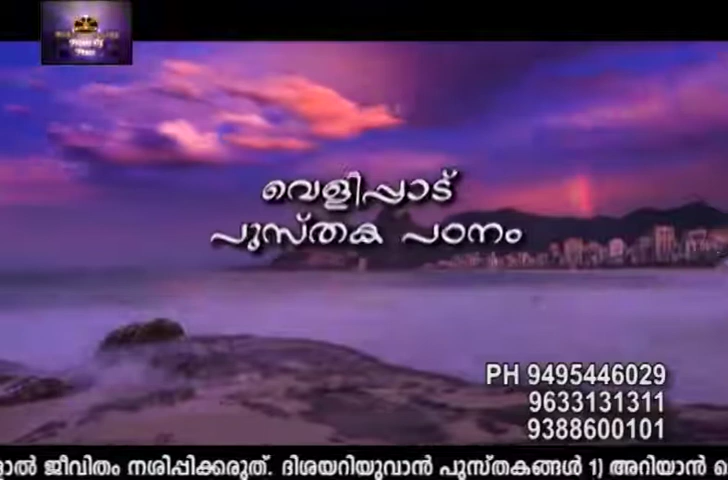 വെളിപ്പാട്
പുസ്തക പഠനം
PH 9495446029
9633131311
9388600101
ജീവിതം നശിപ്പിക്കരുത്. ദിശയറിയുവാൻ പുസ്തകങ്ങൾ 1) അറിയാൻ